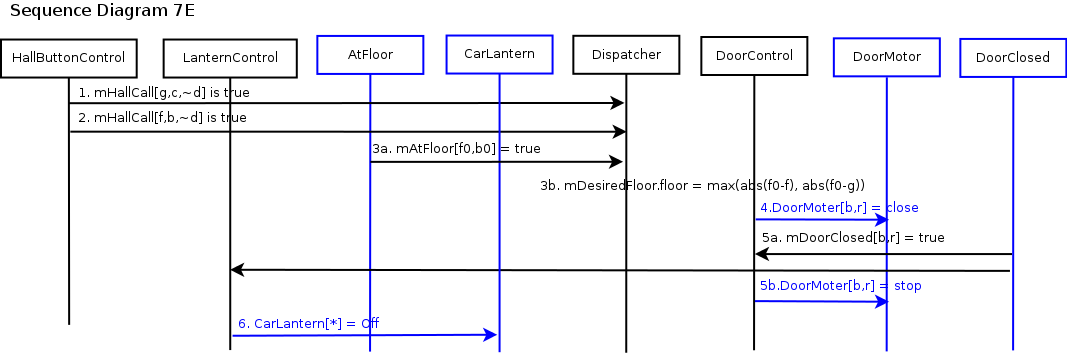 Sequence Diagram 7E
HallButtonControl
LanternControl
AtFloor
CarLantern
Dispatcher
DoorControl
DoorMotor
DoorClosed
1. mHallCall[g,c,~d] is true
2. mHallCall[f,b,~d] is true
3a. mAtFloor[f0,b0] = true
3b. mDesiredFloor.floor = max(abs(f0-f), abs(f0-g))
4.DoorMoter[b,r] = close
5a. mDoorClosed[b,r] = true
5b.DoorMoter[b,r] = stop
6. CarLantern[*] = Off